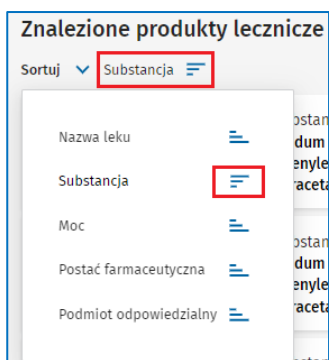 Znalezione produkty lecznicze
Sortuj Substancja
Nazwa leku
Substancja
Moc
Postać farmaceutyczna
Podmiot odpowiedzialny